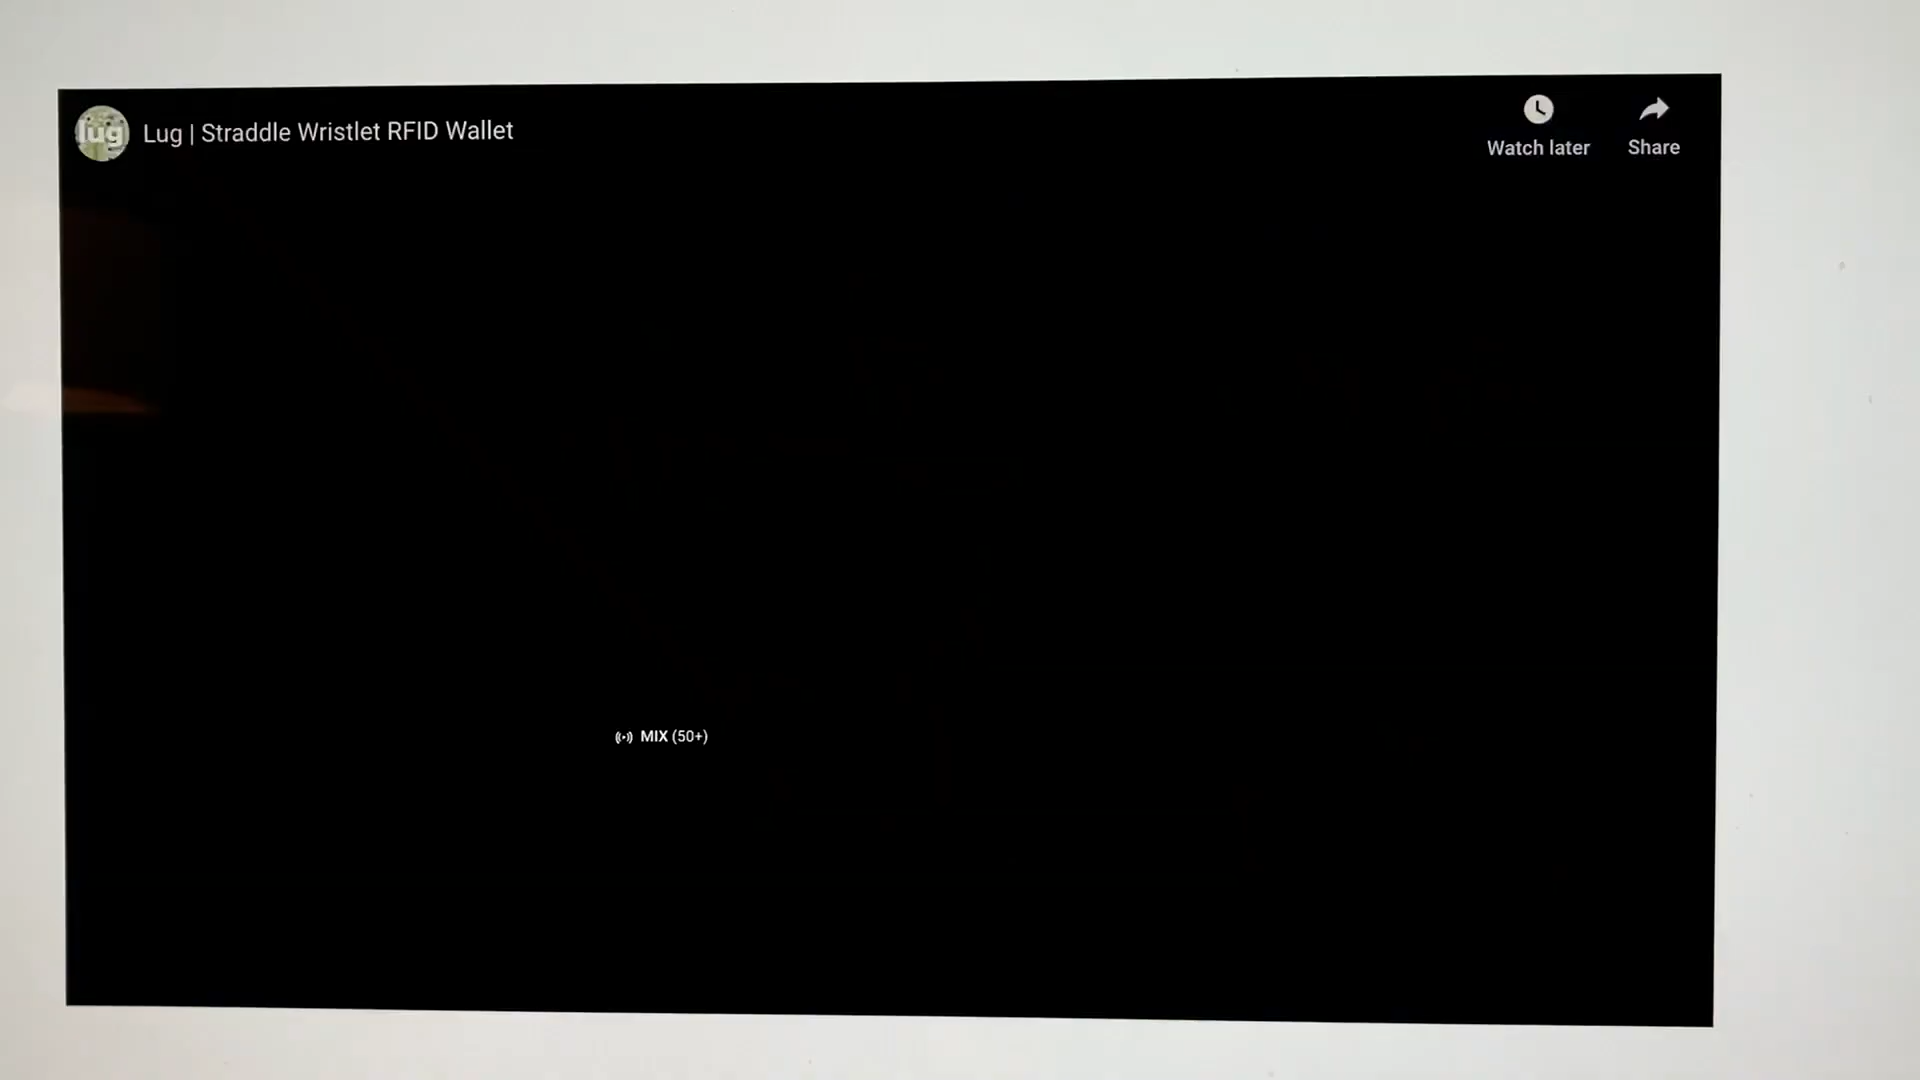 lug
Lug | Straddle Wristlet RFID Wallet
Watch later
Share
MIX (50+)